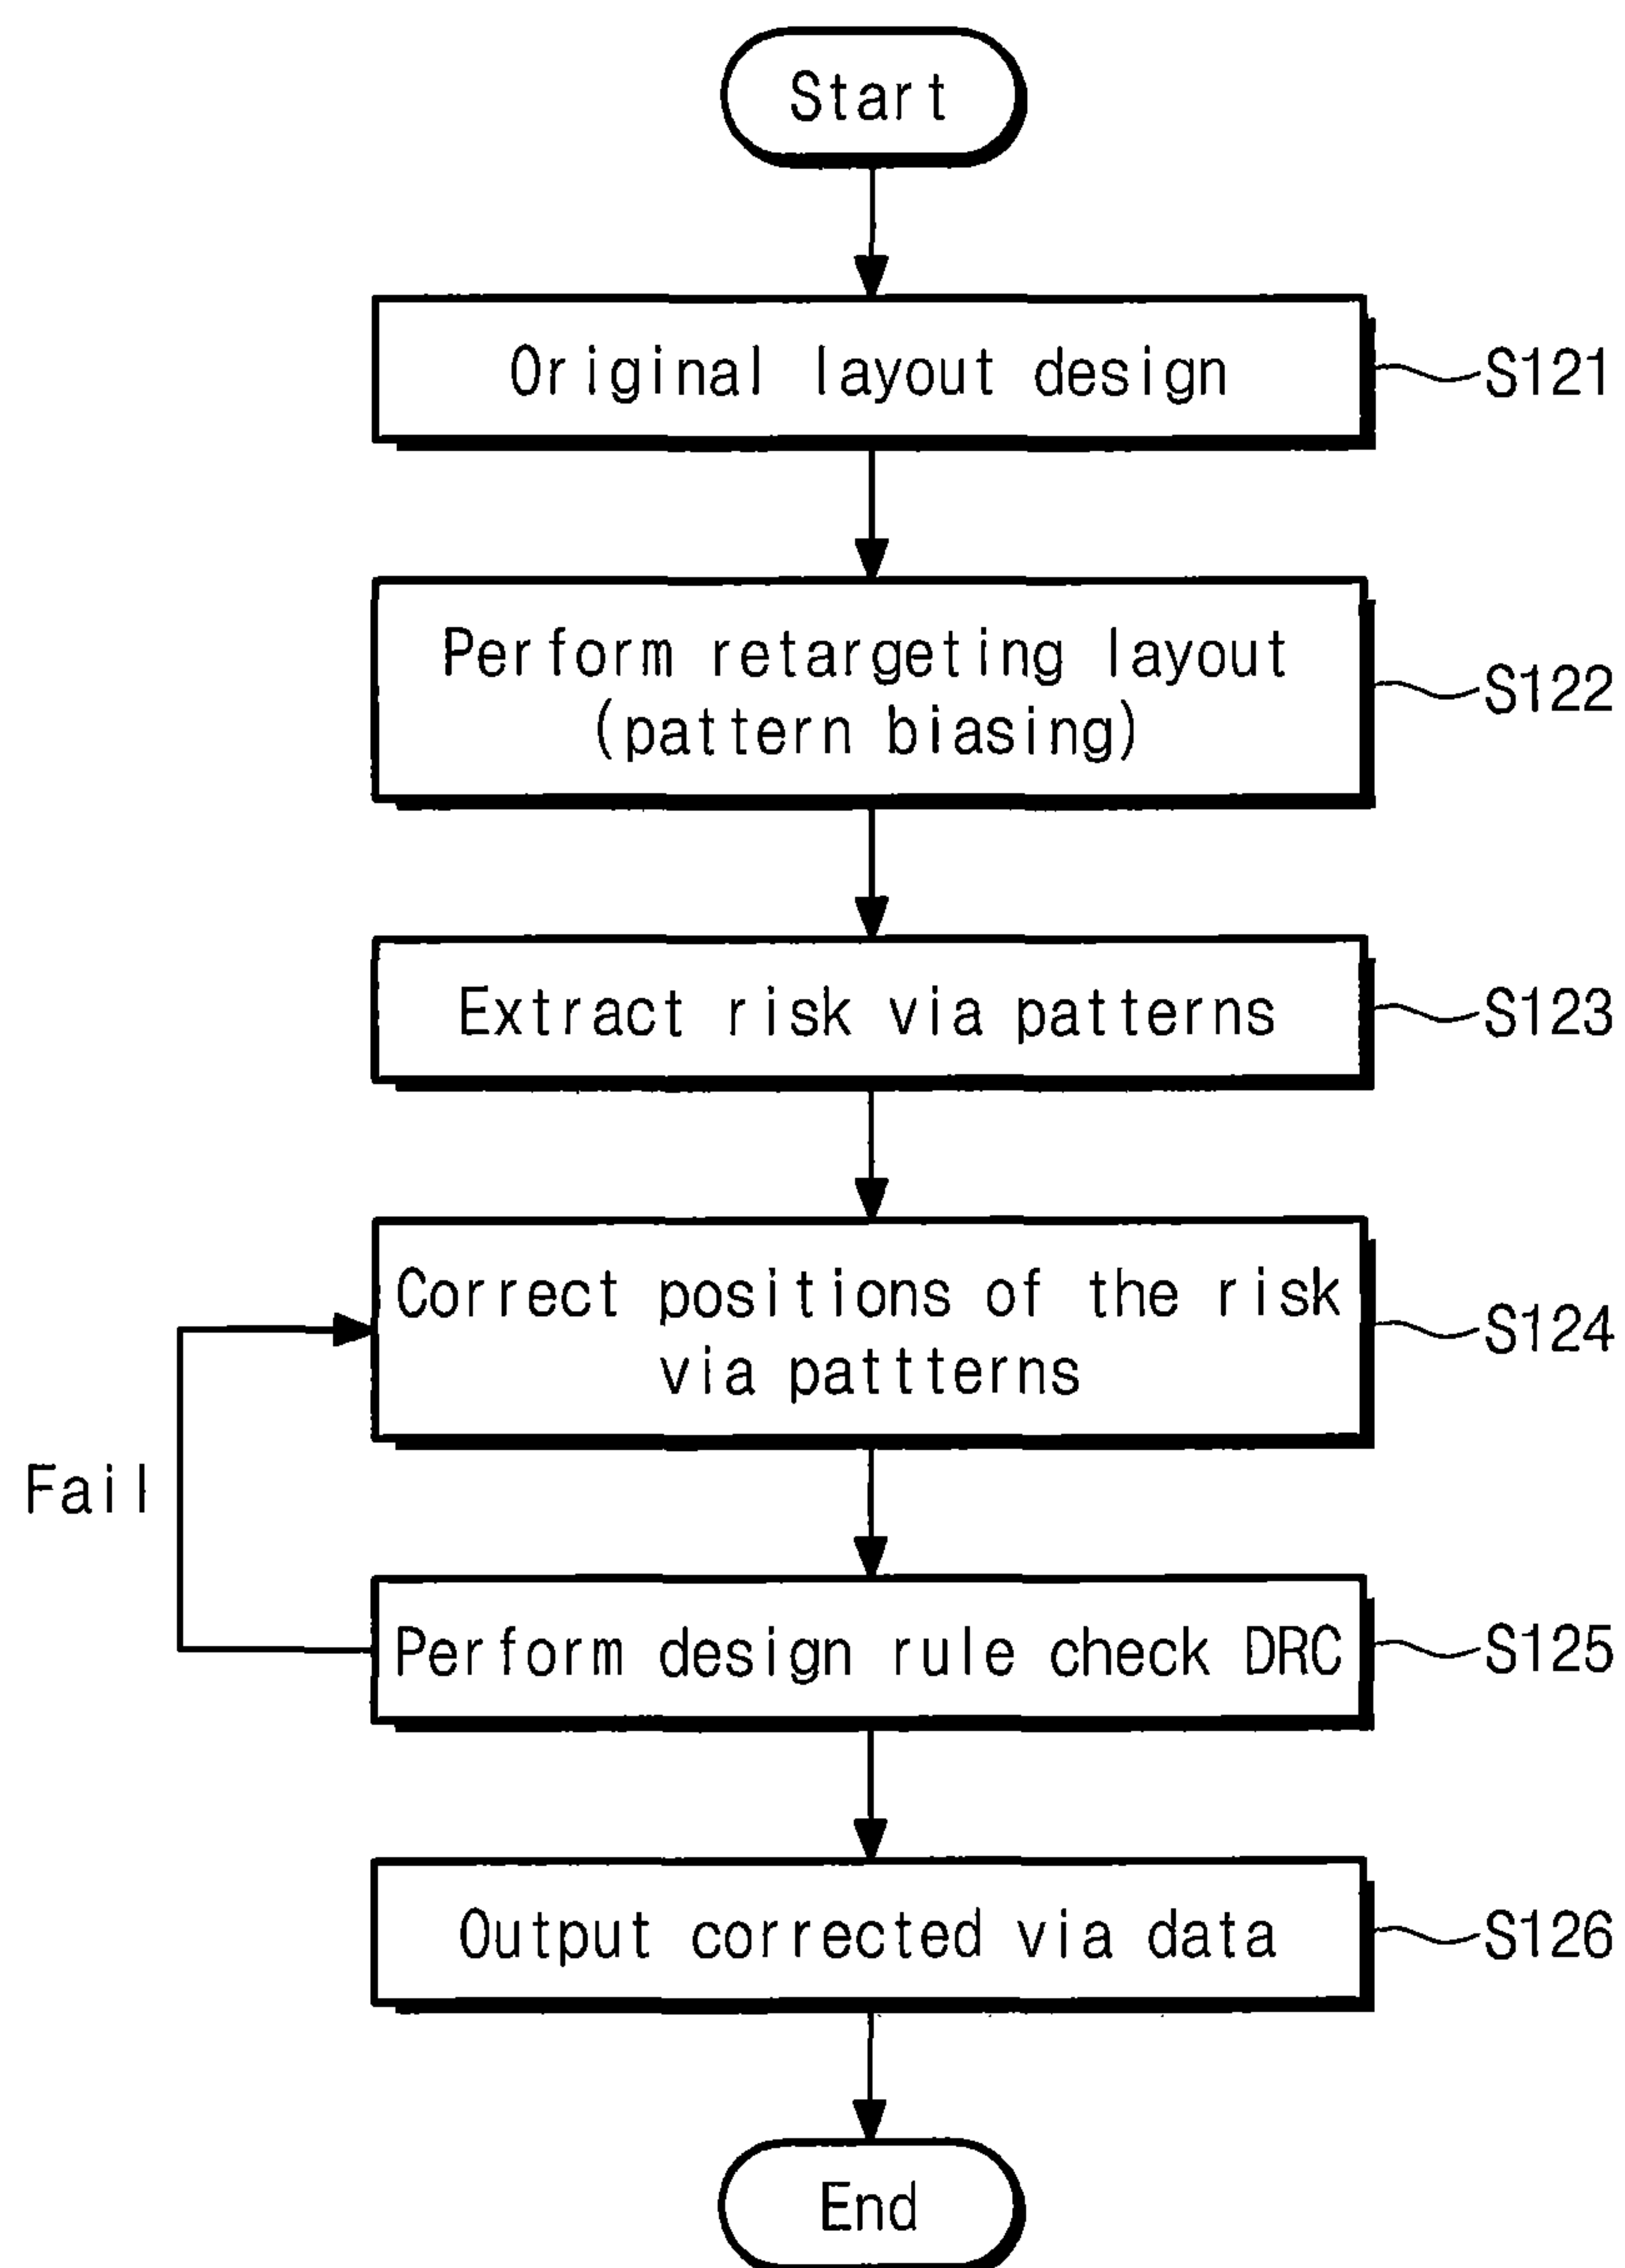 Start
Original layout design
S121
Perform retargeting layout
(pattern biasing)
S122
Extract risk via patterns
S123
Correct positions of the risk
via pattterns
S124
Fail
Perform design rule check DRC
S125
Output corrected via data
S126
End